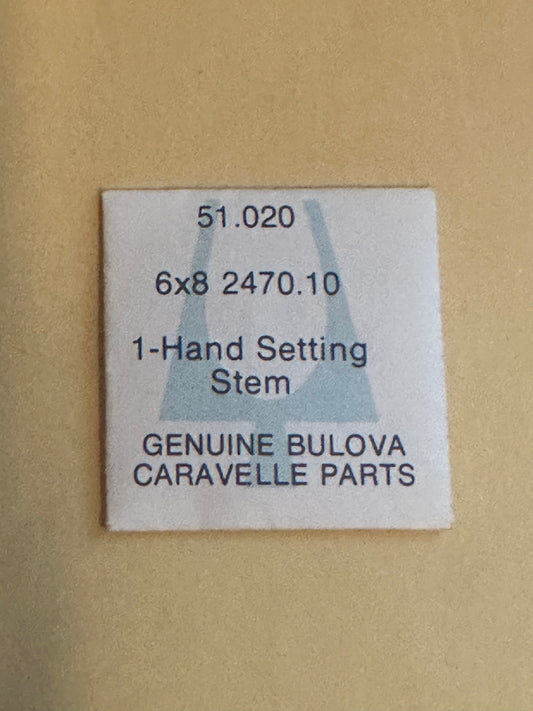 51.020
6x8 2470.10
1-Hand Setting
Stem
GENUINE BULOVA
CARAVELLE PARTS